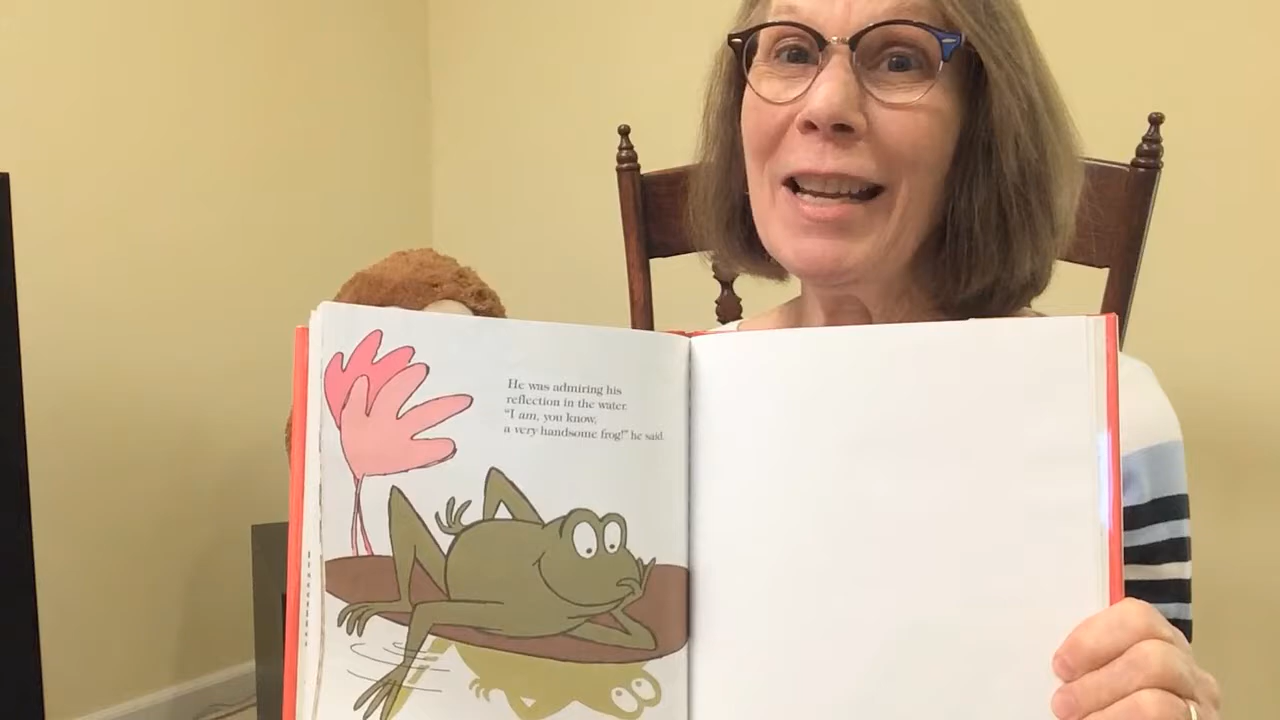 He was admiring his
reflection in the water.
"I am, you know,
a very handsome frog!" he said.